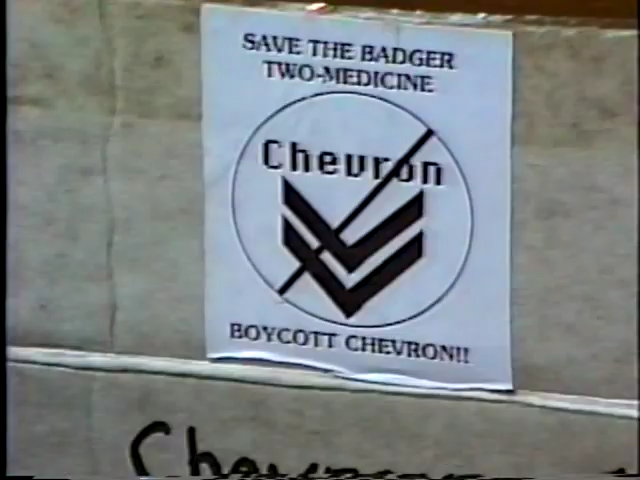 SAVE THE BADGER
TWO-MEDICINE
Chevron
BOYCOTT CHEVRON!!